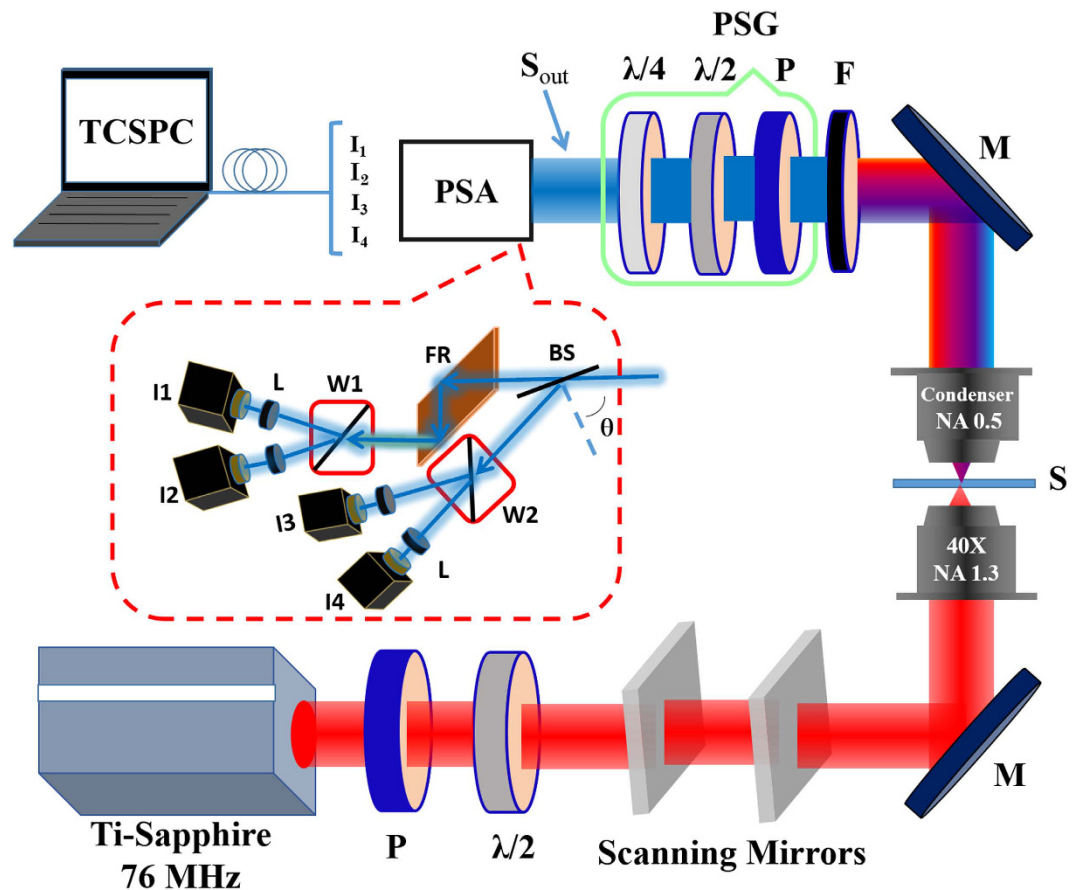 PSG
S_out
λ/4
λ/2
P
F
M
TCSPC
I₁
I₂
I₃
I₄
PSA
FR
BS
I1
L
W1
θ
I2
I3
W2
L
I4
Condenser
NA 0.5
S
40X
NA 1.3
M
Ti-Sapphire
76 MHz
P
λ/2
Scanning Mirrors